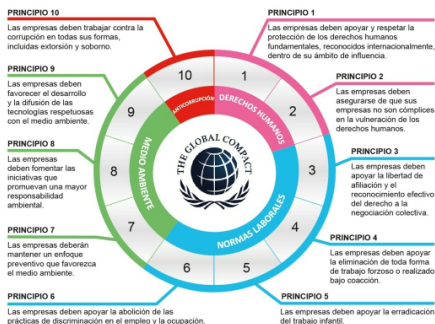 PRINCIPIO 10
Las empresas deben trabajar contra la
corrupción en todas sus formas,
incluidas extorsión y soborno.
PRINCIPIO 1
Las empresas deben apoyar y respetar la
protección de los derechos humanos
fundamentales, reconocidos internacionalmente,
dentro de su ámbito de influencia.
PRINCIPIO 9
Las empresas deben
favorecer el desarrollo
y la difusión de las
tecnologías respetuosas
con el medio ambiente.
PRINCIPIO 2
Las empresas deben
asegurarse de que sus
empresas no son cómplices
en la vulneración de los
derechos humanos.
PRINCIPIO 8
Las empresas
deben fomentar las
iniciativas que
promuevan una mayor
responsabilidad
ambiental.
PRINCIPIO 3
Las empresas deben
apoyar la libertad de
afiliación y el
reconocimiento efectivo
del derecho a la
negociación colectiva.
PRINCIPIO 7
Las empresas deberán
mantener un enfoque
preventivo que favorezca
el medio ambiente.
PRINCIPIO 4
Las empresas deben apoyar
la eliminación de toda forma
de trabajo forzoso o realizado
bajo coacción.
PRINCIPIO 6
Las empresas deben apoyar la abolición de las
prácticas de discriminación en el empleo y la ocupación.
PRINCIPIO 5
Las empresas deben apoyar la erradicación
del trabajo infantil.
10
1
2
3
4
5
6
7
8
9
ANTICORRUPCIÓN
DERECHOS HUMANOS
NORMAS LABORALES
MEDIO AMBIENTE
THE GLOBAL COMPACT